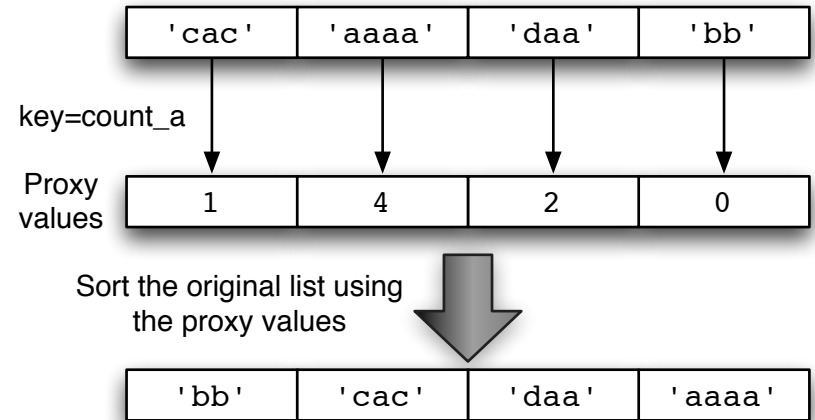 'cac' 'aaaa' 'daa' 'bb'
key=count_a
Proxy
values
1 4 2 0
Sort the original list using
the proxy values
'bb' 'cac' 'daa' 'aaaa'